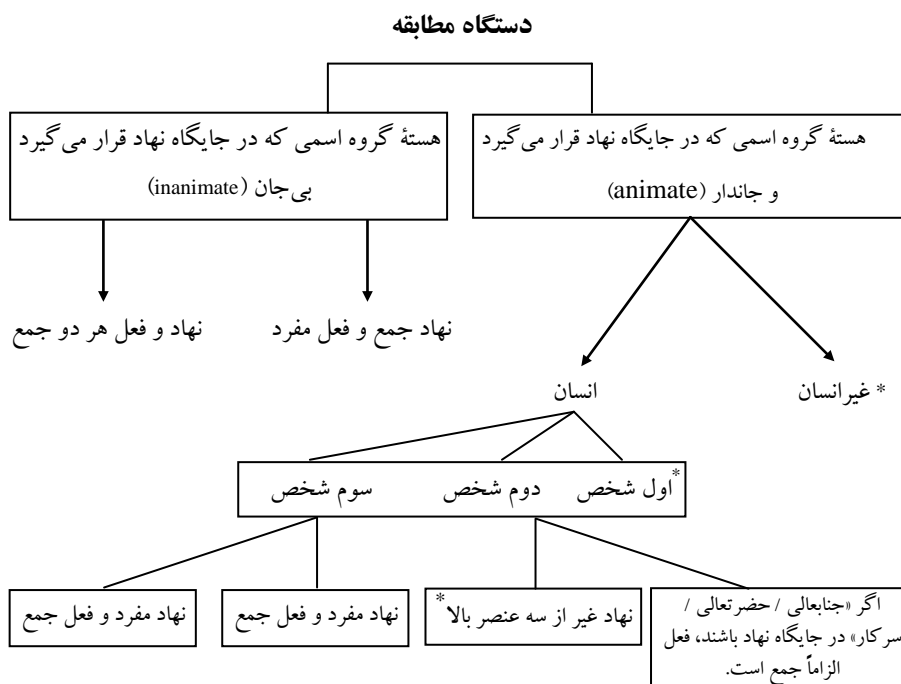 دستگاه مطابقه
هستهٔ گروه اسمی که در جایگاه نهاد قرار می‌گیرد
و جاندار (animate)
هستهٔ گروه اسمی که در جایگاه نهاد قرار می‌گیرد
بی‌جان (inanimate)
نهاد جمع و فعل مفرد
نهاد و فعل هر دو جمع
* غیرانسان
انسان
*اول شخص
دوم شخص
سوم شخص
اگر «جنابعالی / حضرتعالی /
سرکار» در جایگاه نهاد باشند، فعل
الزاماً جمع است.
نهاد غیر از سه عنصر بالا*
نهاد مفرد و فعل جمع
نهاد مفرد و فعل جمع